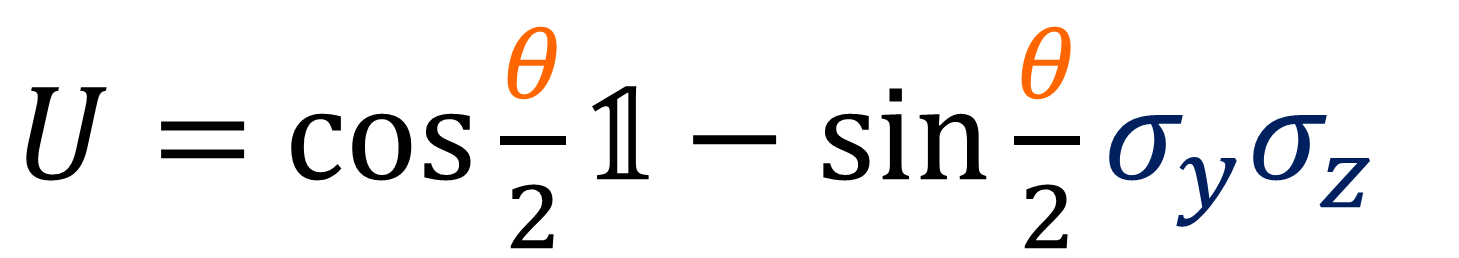 U = cos θ/2 𝟙 − sin θ/2 σ_y σ_z